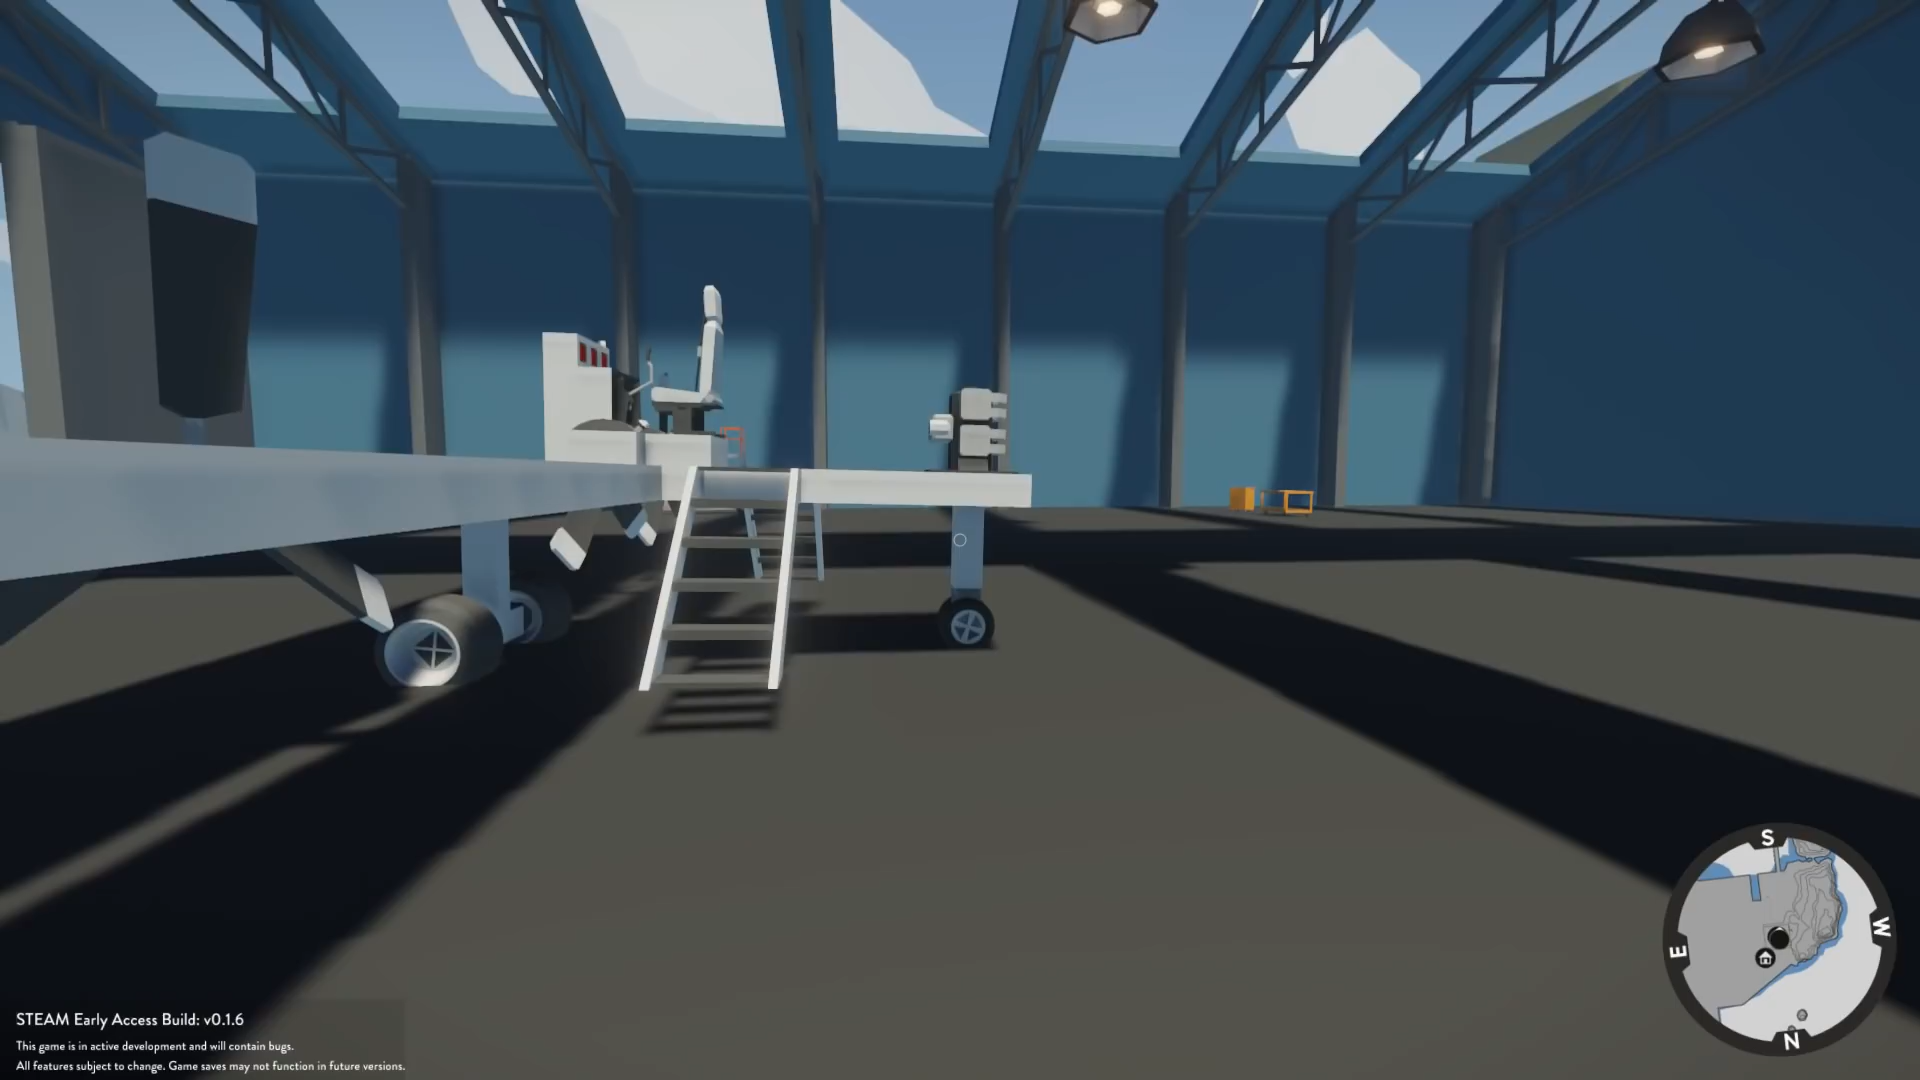 S
W
E
N
STEAM Early Access Build: v0.1.6
This game is in active development and will contain bugs.
All features subject to change. Game saves may not function in future versions.